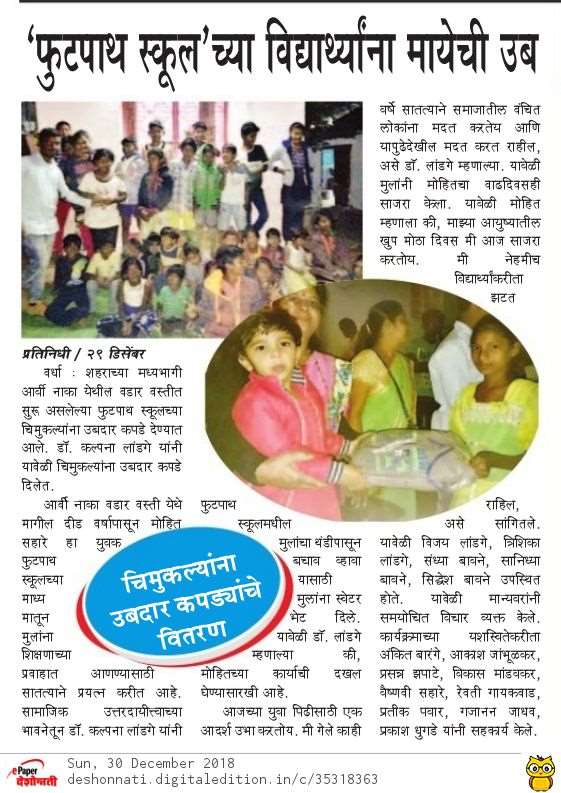 ‘फुटपाथ स्कूल’च्या विद्यार्थ्यांना मायेची उब
प्रतिनिधी / २९ डिसेंबर
वर्धा : शहराच्या मध्यभागी
आर्वी नाका येथील वडार वस्तीत
सुरू असलेल्या फुटपाथ स्कूलच्या
चिमुकल्यांना उबदार कपडे देण्यात
आले. डॉ. कल्पना लांडगे यांनी
यावेळी चिमुकल्यांना उबदार कपडे
दिलेत.
आर्वी नाका वडार वस्ती येथे
मागील दीड वर्षापासून मोहित
सहारे हा युवक
फुटपाथ
स्कूलच्या
माध्य
मातून
मुलांना
शिक्षणाच्या
प्रवाहात आणण्यासाठी
सातत्याने प्रयत्न करीत आहे.
सामाजिक उत्तरदायीत्त्वाच्या
भावनेतून डॉ. कल्पना लांडगे यांनी
चिमुकल्यांना
उबदार कपड्यांचे
वितरण
फुटपाथ
स्कूलमधील
मुलांचा थंडीपासून
बचाव व्हावा
यासाठी
मुलांना स्वेटर
भेट दिले.
यावेळी डॉ. लांडगे
म्हणाल्या की,
मोहितच्या कार्याची दखल
घेण्यासारखी आहे.
आजच्या युवा पिढीसाठी एक
आदर्श उभा करतोय. मी गेले काही
वर्षे सातत्याने समाजातील वंचित
लोकांना मदत करतेय आणि
यापुढेदेखील मदत करत राहील,
असे डॉ. लांडगे म्हणाल्या. यावेळी
मुलांनी मोहितचा वाढदिवसही
साजरा केला. यावेळी मोहित
म्हणाला की, माझ्या आयुष्यातील
खुप मोठा दिवस मी आज साजरा
करतोय. मी नेहमीच
विद्यार्थ्यांकरीता
झटत
राहिल,
असे सांगितले.
यावेळी विजय लांडगे, त्रिशिका
लांडगे, संध्या बावने, सानिध्या
बावने, सिद्धेश बावने उपस्थित
होते. यावेळी मान्यवरांनी
समयोचित विचार व्यक्त केले.
कार्यक्रमाच्या यशस्वितेकरीता
अंकित बारंगे, आकाश जांभूळकर,
प्रसन्न झपाटे, विकास मांडवकर,
वैष्णवी सहारे, रेवती गायकवाड,
प्रतीक पवार, गजानन जाधव,
प्रकाश धुगडे यांनी सहकार्य केले.
ePaper
देशोन्नती
Sun, 30 December 2018
deshonnati.digitaledition.in/c/35318363